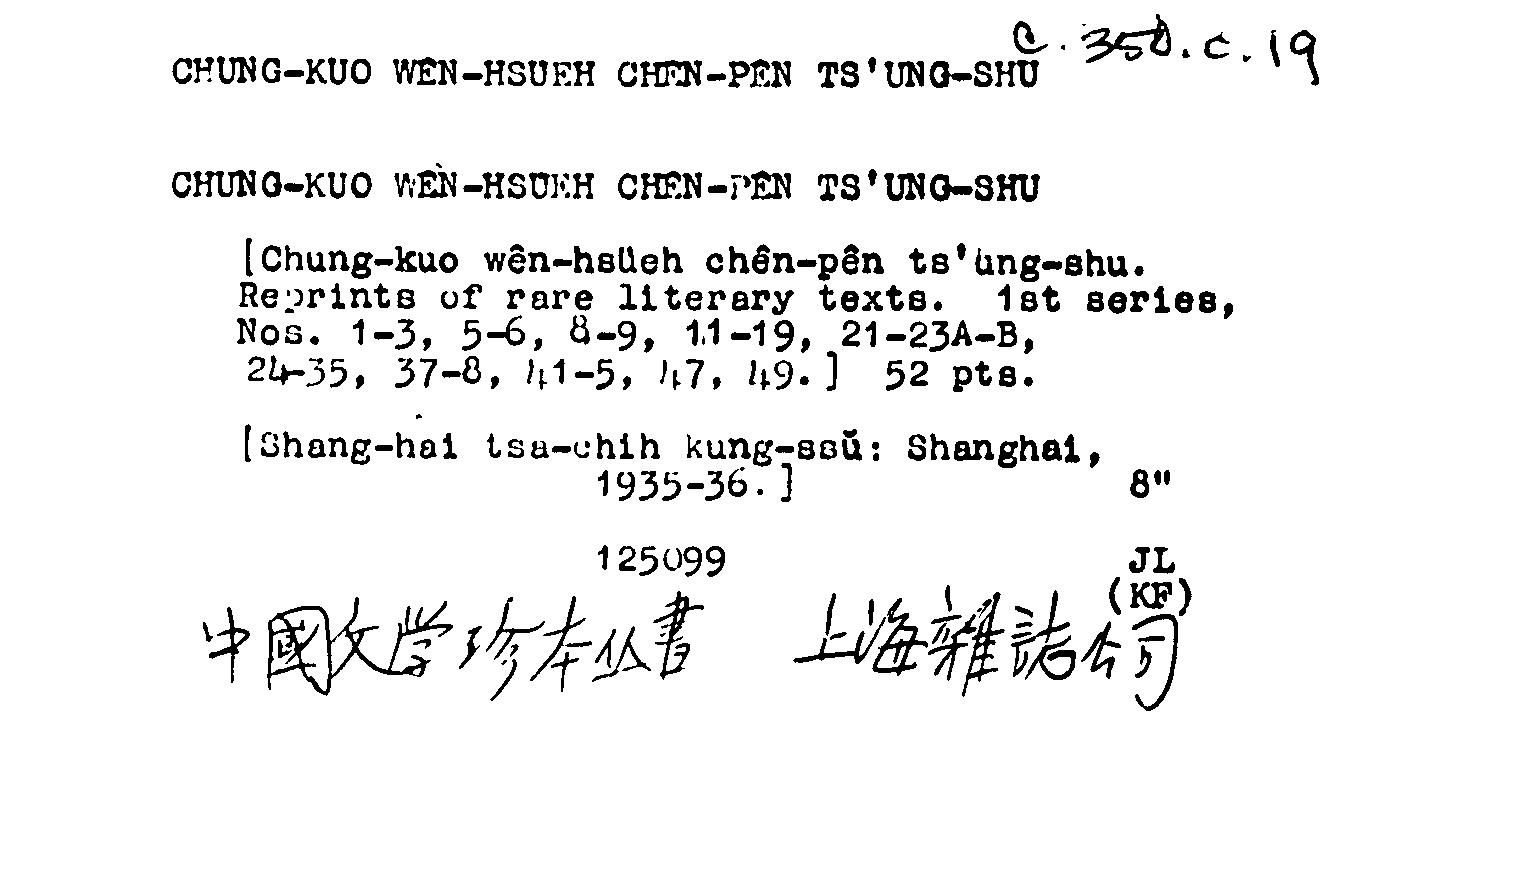 C.350.c.19
CHUNG-KUO WÊN-HSUEH CHEN-PÊN TS'UNG-SHU
CHUNG-KUO WÊN-HSUEH CHEN-PÊN TS'UNG-SHU
[Chung-kuo wên-hsüeh chên-pên ts'ung-shu.
Reprints of rare literary texts. 1st series,
Nos. 1-3, 5-6, 8-9, 11-19, 21-23A-B,
24-35, 37-8, 41-5, 47, 49.] 52 pts.
[Shang-hai tsa-chih kung-ssŭ: Shanghai,
1935-36.] 8"
125099 JL
(KF)
中國文学珍本丛書 上海雜誌公司